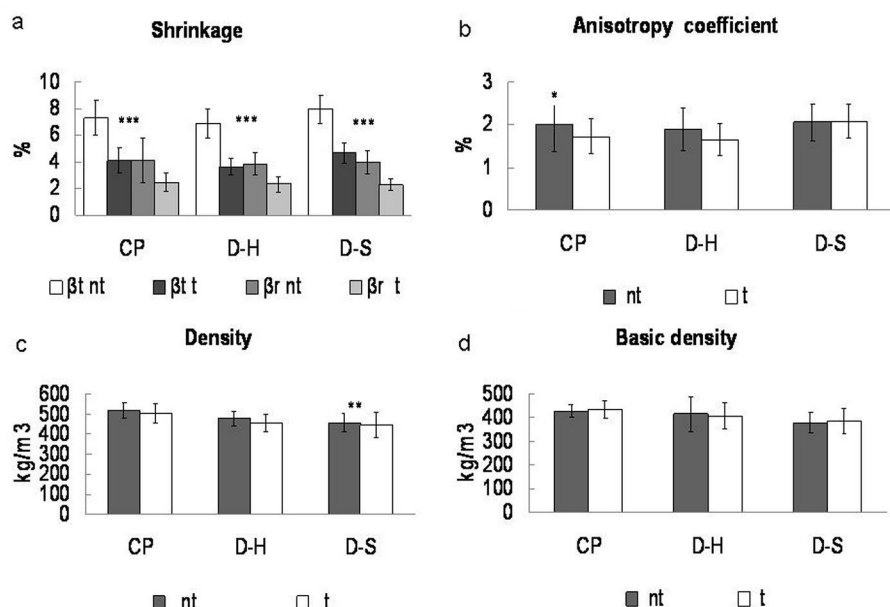 a
Shrinkage
10
8
6
4
2
0
%
***
***
***
CP D-H D-S
βt nt βt t βr nt βr t
b
Anisotropy coefficient
3
2
1
0
%
*
CP D-H D-S
nt t
c
Density
600
500
400
300
200
100
0
kg/m3
**
CP D-H D-S
nt t
d
Basic density
500
400
300
200
100
0
kg/m3
CP D-H D-S
nt t